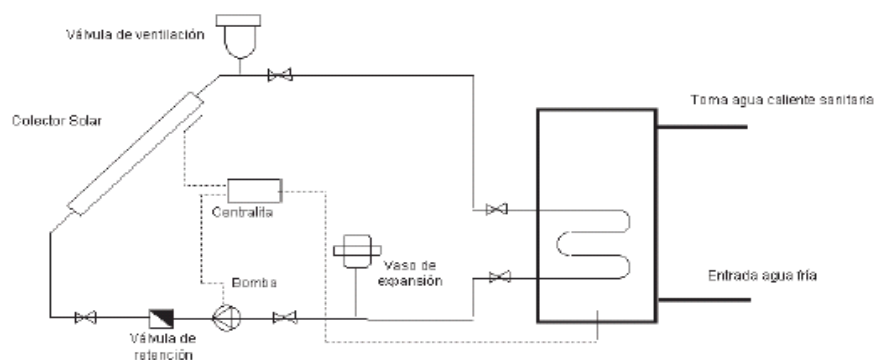 Válvula de ventilación
Colector Solar
Toma agua caliente sanitaria
Centralita
Vaso de
expansión
Bomba
Entrada agua fría
Válvula de
retención